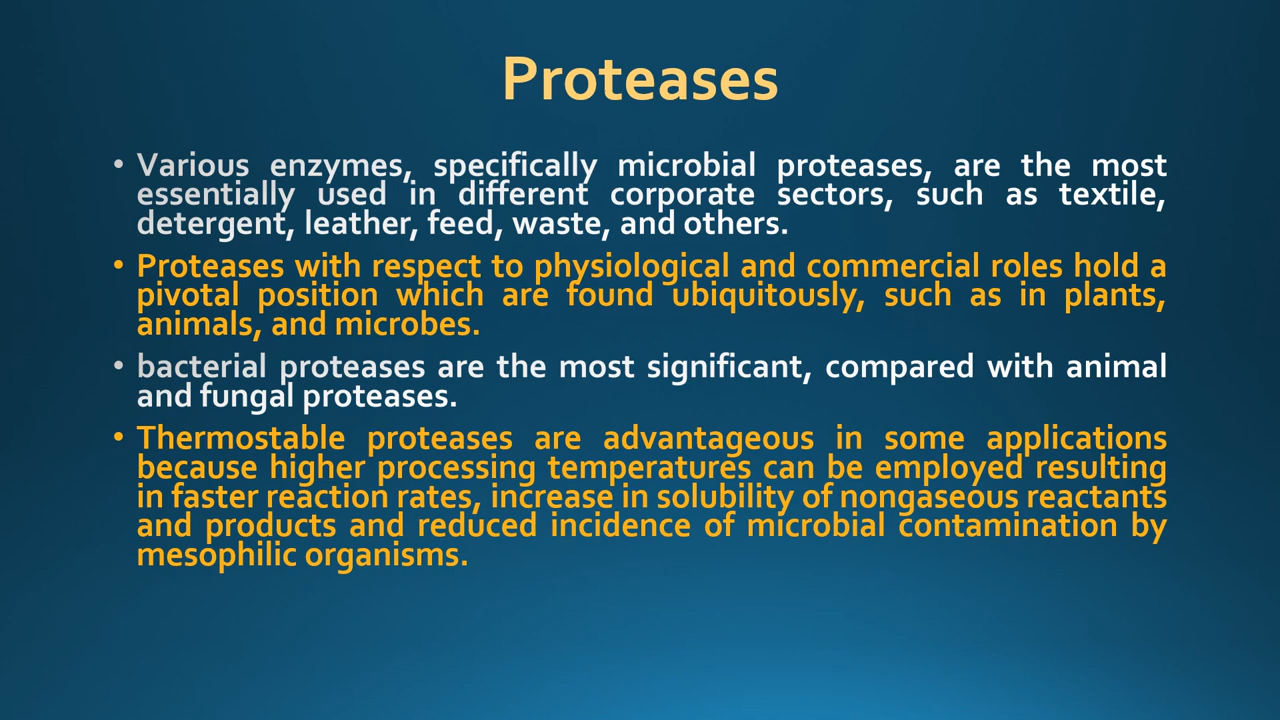 Proteases
• Various enzymes, specifically microbial proteases, are the most
essentially used in different corporate sectors, such as textile,
detergent, leather, feed, waste, and others.
• Proteases with respect to physiological and commercial roles hold a
pivotal position which are found ubiquitously, such as in plants,
animals, and microbes.
• bacterial proteases are the most significant, compared with animal
and fungal proteases.
• Thermostable proteases are advantageous in some applications
because higher processing temperatures can be employed resulting
in faster reaction rates, increase in solubility of nongaseous reactants
and products and reduced incidence of microbial contamination by
mesophilic organisms.